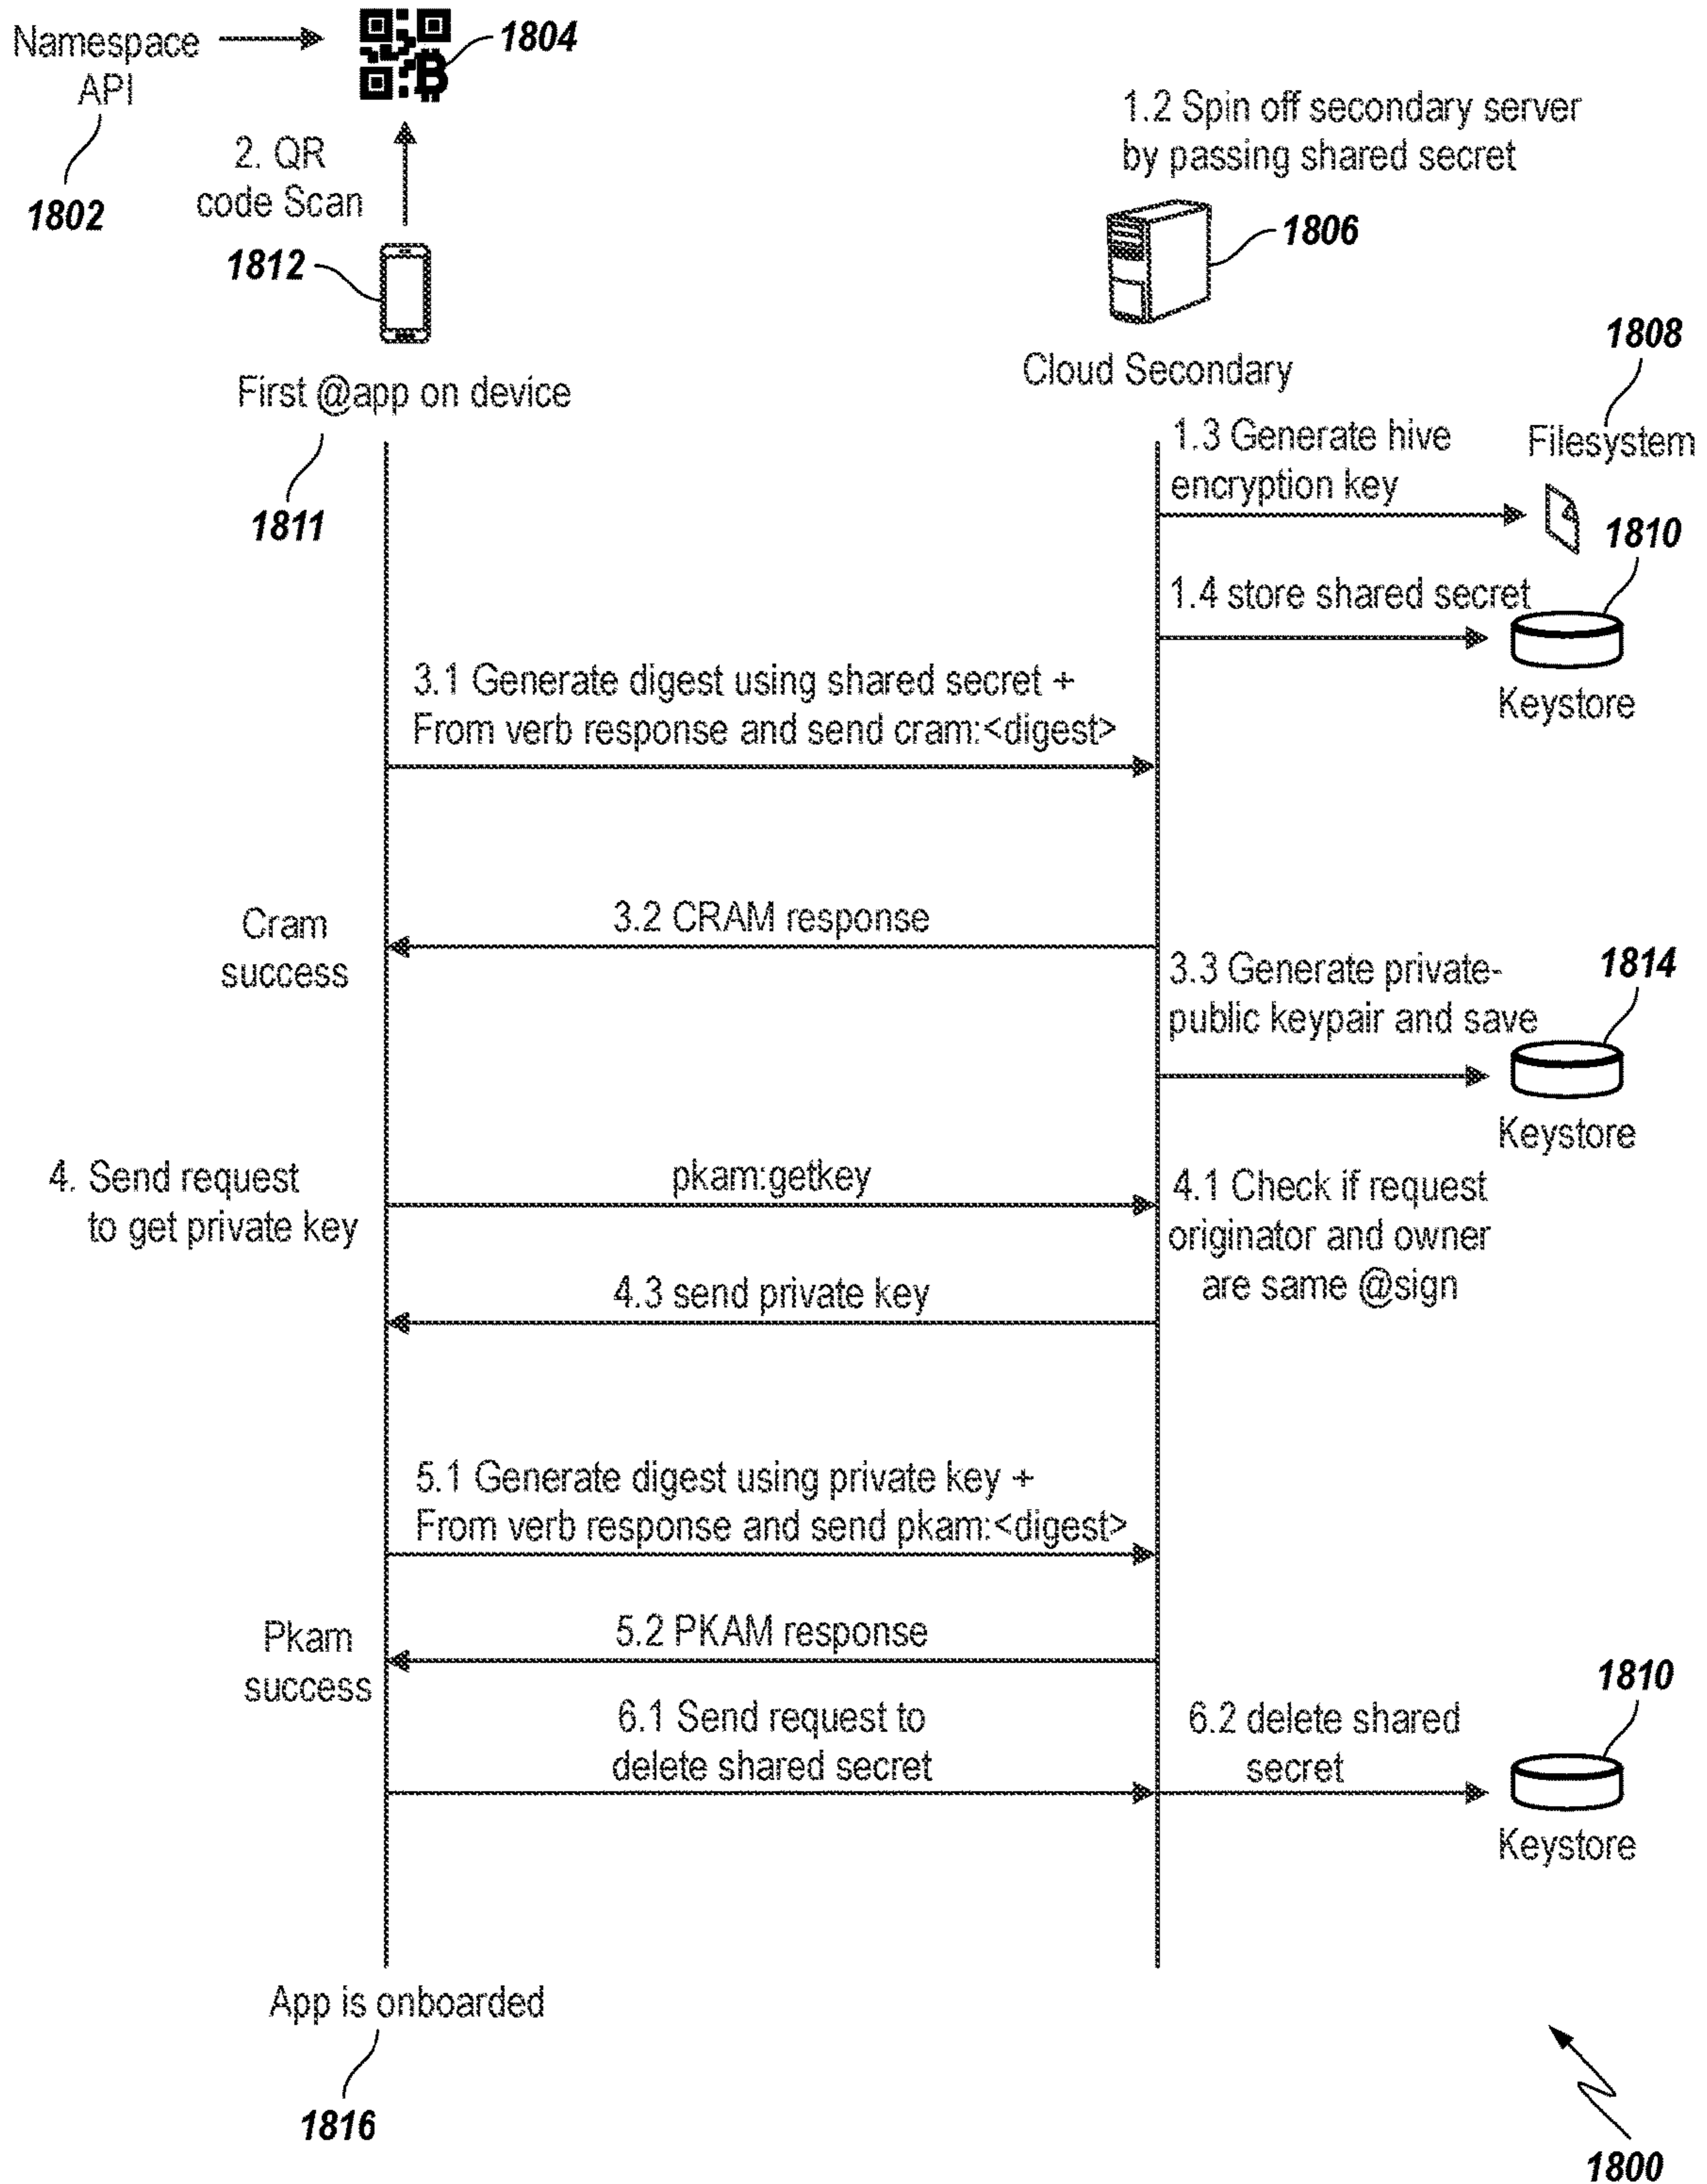 Namespace
API
1802
1804
2. QR
code Scan
1812
First @app on device
1811
1.2 Spin off secondary server
by passing shared secret
1806
Cloud Secondary
1808
Filesystem
1.3 Generate hive
encryption key
1810
1.4 store shared secret
Keystore
3.1 Generate digest using shared secret +
From verb response and send cram:<digest>
Cram
success
3.2 CRAM response
3.3 Generate private-
public keypair and save
1814
Keystore
4. Send request
to get private key
pkam:getkey
4.1 Check if request
originator and owner
are same @sign
4.3 send private key
5.1 Generate digest using private key +
From verb response and send pkam:<digest>
Pkam
success
5.2 PKAM response
6.1 Send request to
delete shared secret
6.2 delete shared
secret
1810
Keystore
App is onboarded
1816
1800